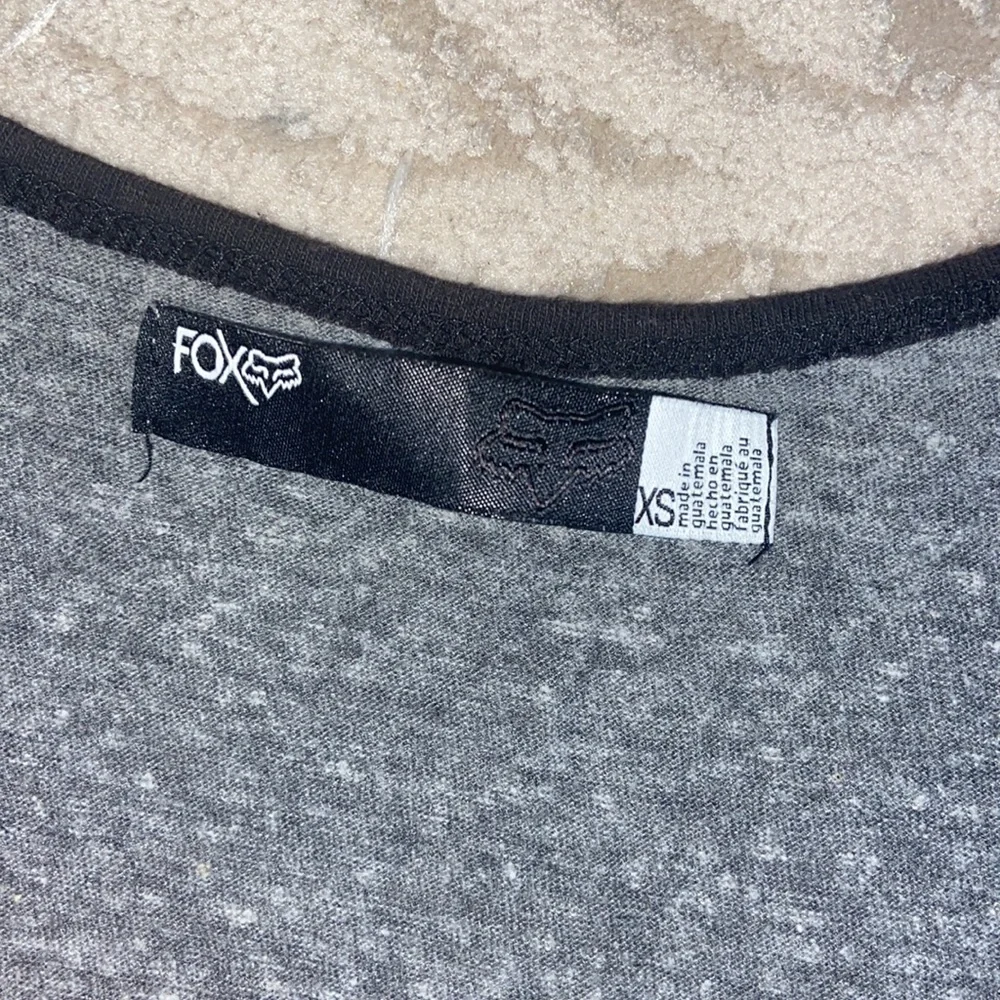 FOX
XS
made in
guatemala
hecho en
guatemala
fabriqué au
guatemala